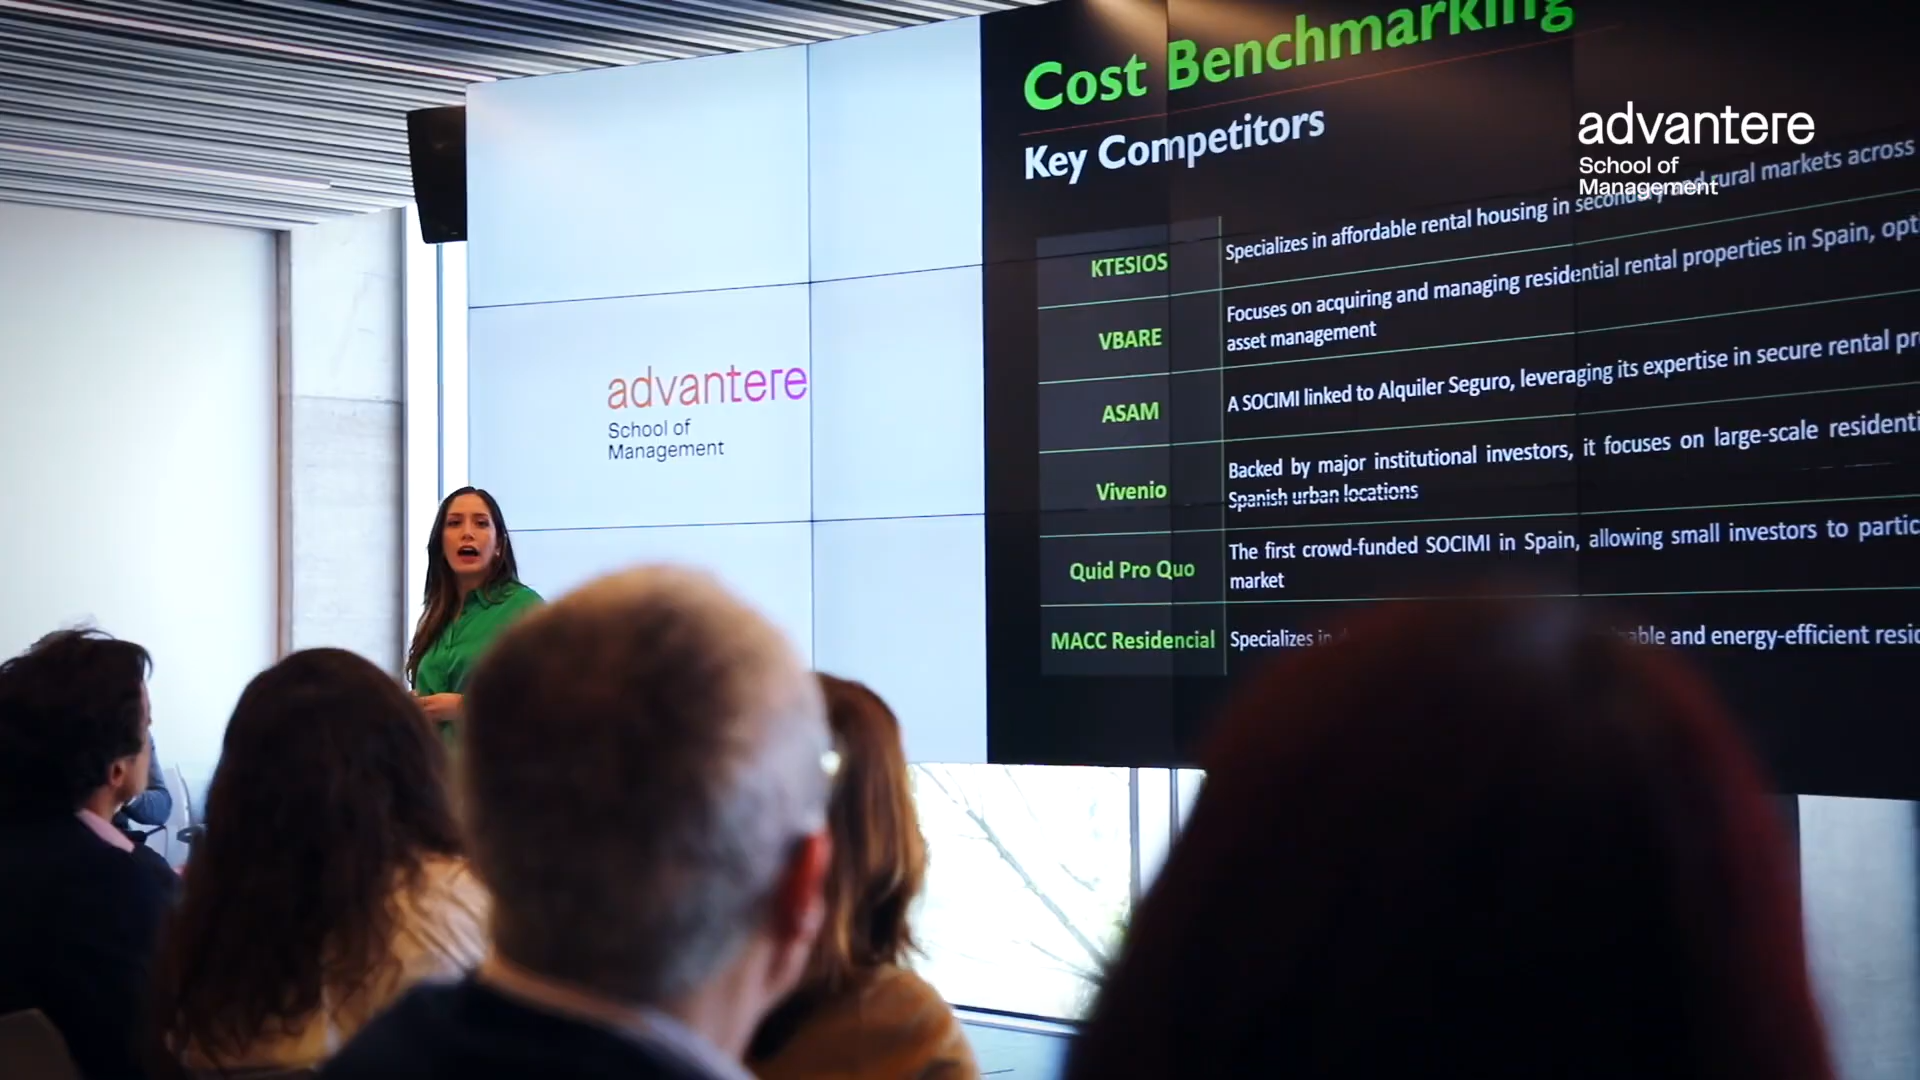 Cost Benchmarking
Key Competitors
advantere
School of
Management
KTESIOS
Specializes in affordable rental housing in secondary and rural markets across
VBARE
Focuses on acquiring and managing residential rental properties in Spain,
asset management
ASAM
A SOCIMI linked to Alquiler Seguro, leveraging its expertise in secure rental
Vivenio
Backed by major institutional investors, it focuses on large-scale
Spanish urban locations
Quid Pro Quo
The first crowd-funded SOCIMI in Spain, allowing small investors to
market
MACC Residencial
Specializes in
and energy-efficient
advantere
School of
Management